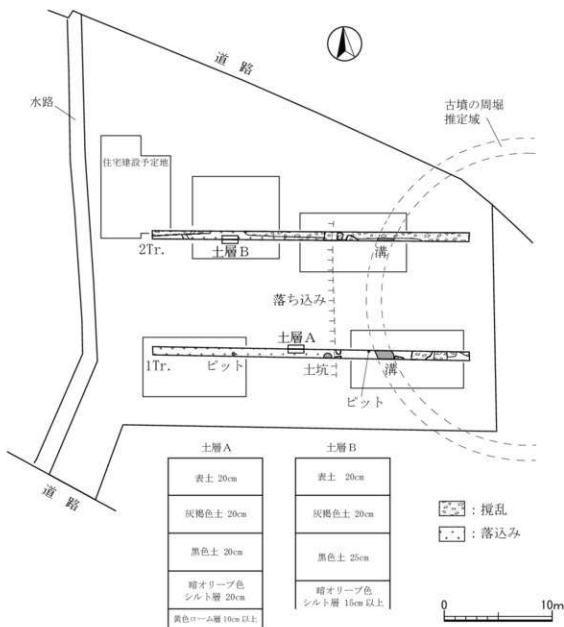 道路
水路
古墳の周堀
推定域
住宅建設予定地
2Tr.
土層B
溝
落ち込み
土層A
1Tr.
ピット
土坑
溝
ピット
道路
土層A
表土 20cm
灰褐色土 20cm
黒色土 20cm
暗オリーブ色
シルト層 20cm
黄色ローム層 10cm 以上
土層B
表土 20cm
灰褐色土 20cm
黒色土 25cm
暗オリーブ色
シルト層 15cm 以上
：撹乱
：落込み
0 10m